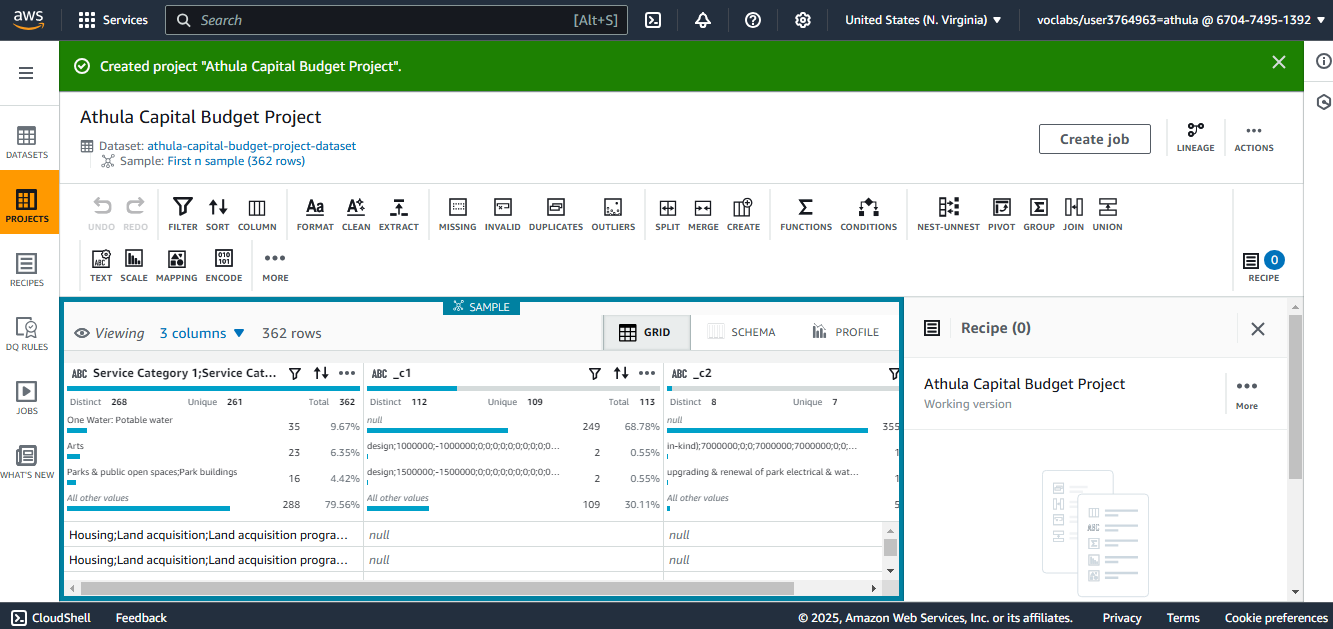 aws
Services
Search
[Alt+S]
United States (N. Virginia) ▼
voclabs/user3764963=athula @ 6704-7495-1392 ▼
Created project "Athula Capital Budget Project".
DATASETS
PROJECTS
RECIPES
DQ RULES
JOBS
WHAT'S NEW
Athula Capital Budget Project
Dataset: athula-capital-budget-project-dataset
Sample: First n sample (362 rows)
Create job
LINEAGE
ACTIONS
UNDO REDO FILTER SORT COLUMN FORMAT CLEAN EXTRACT MISSING INVALID DUPLICATES OUTLIERS SPLIT MERGE CREATE FUNCTIONS CONDITIONS NEST-UNNEST PIVOT GROUP JOIN UNION
TEXT SCALE MAPPING ENCODE MORE
0
RECIPE
SAMPLE
Viewing 3 columns ▼ 362 rows
GRID
SCHEMA
PROFILE
ABC Service Category 1;Service Cat...
Distinct 268 Unique 261 Total 362
One Water: Potable water 35 9.67%
Arts 23 6.35%
Parks & public open spaces;Park buildings 16 4.42%
All other values 288 79.56%
Housing;Land acquisition;Land acquisition progra...
Housing;Land acquisition;Land acquisition progra...
ABC _c1
Distinct 112 Unique 109 Total 113
null 249 68.78%
design;1000000;-1000000;0;0;0;0;0;0;0;0;0... 2 0.55%
design;1500000;-1500000;0;0;0;0;0;0;0;0;0... 2 0.55%
All other values 109 30.11%
null
null
ABC _c2
Distinct 8 Unique 7
null 355
in-kind);7000000;0;0;7000000;7000000;0;0;... 1
upgrading & renewal of park electrical & wat... 1
All other values 5
null
null
Recipe (0)
Athula Capital Budget Project
Working version
More
CloudShell
Feedback
© 2025, Amazon Web Services, Inc. or its affiliates.
Privacy
Terms
Cookie preferences